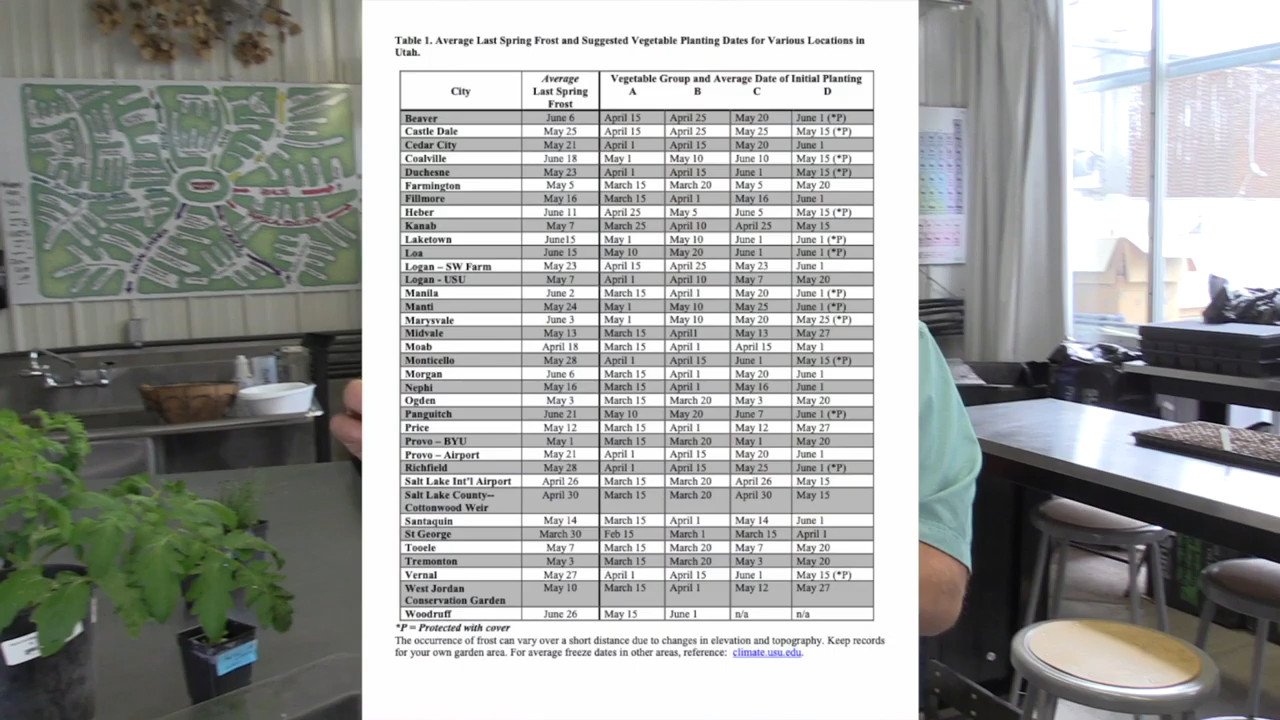 Table 1. Average Last Spring Frost and Suggested Vegetable Planting Dates for Various Locations in
Utah.
City Average Last Spring Frost Vegetable Group and Average Date of Initial Planting
A B C D
Beaver June 6 April 15 April 25 May 20 June 1 (*P)
Castle Dale May 25 April 15 April 25 May 25 May 15 (*P)
Cedar City May 21 April 1 April 15 May 20 June 1
Coalville June 18 May 1 May 10 June 10 May 15 (*P)
Duchesne May 23 April 1 April 15 June 1 May 15 (*P)
Farmington May 5 March 15 March 20 May 5 May 20
Fillmore May 16 March 15 April 1 May 16 June 1
Heber June 11 April 25 May 5 June 5 May 15 (*P)
Kanab May 7 March 25 April 10 April 25 May 15
Laketown June15 May 1 May 10 June 1 June 1 (*P)
Loa June 15 May 10 May 20 June 1 June 1 (*P)
Logan – SW Farm May 23 April 15 April 25 May 23 June 1
Logan - USU May 7 April 1 April 10 May 7 May 20
Manila June 2 March 15 April 1 May 20 June 1 (*P)
Manti May 24 May 1 May 10 May 25 June 1 (*P)
Marysvale June 3 May 1 May 10 May 20 May 25 (*P)
Midvale May 13 March 15 April1 May 13 May 27
Moab April 18 March 15 April 1 April 15 May 1
Monticello May 28 April 1 April 15 June 1 May 15 (*P)
Morgan June 6 March 15 April 1 May 20 June 1
Nephi May 16 March 15 April 1 May 16 June 1
Ogden May 3 March 15 March 20 May 3 May 20
Panguitch June 21 May 10 May 20 June 7 June 1 (*P)
Price May 12 March 15 April 1 May 12 May 27
Provo – BYU May 1 March 15 March 20 May 1 May 20
Provo – Airport May 21 April 1 April 15 May 20 June 1
Richfield May 28 April 1 April 15 May 25 June 1 (*P)
Salt Lake Int'l Airport April 26 March 15 March 20 April 26 May 15
Salt Lake County-- April 30 March 15 March 20 April 30 May 15
Cottonwood Weir
Santaquin May 14 March 15 April 1 May 14 June 1
St George March 30 Feb 15 March 1 March 15 April 1
Tooele May 7 March 15 March 20 May 7 May 20
Tremonton May 3 March 15 March 20 May 3 May 20
Vernal May 27 April 1 April 15 June 1 May 15 (*P)
West Jordan May 10 March 15 April 1 May 12 May 27
Conservation Garden
Woodruff June 26 May 15 June 1 n/a n/a
*P = Protected with cover
The occurrence of frost can vary over a short distance due to changes in elevation and topography. Keep records
for your own garden area. For average freeze dates in other areas, reference: climate.usu.edu.